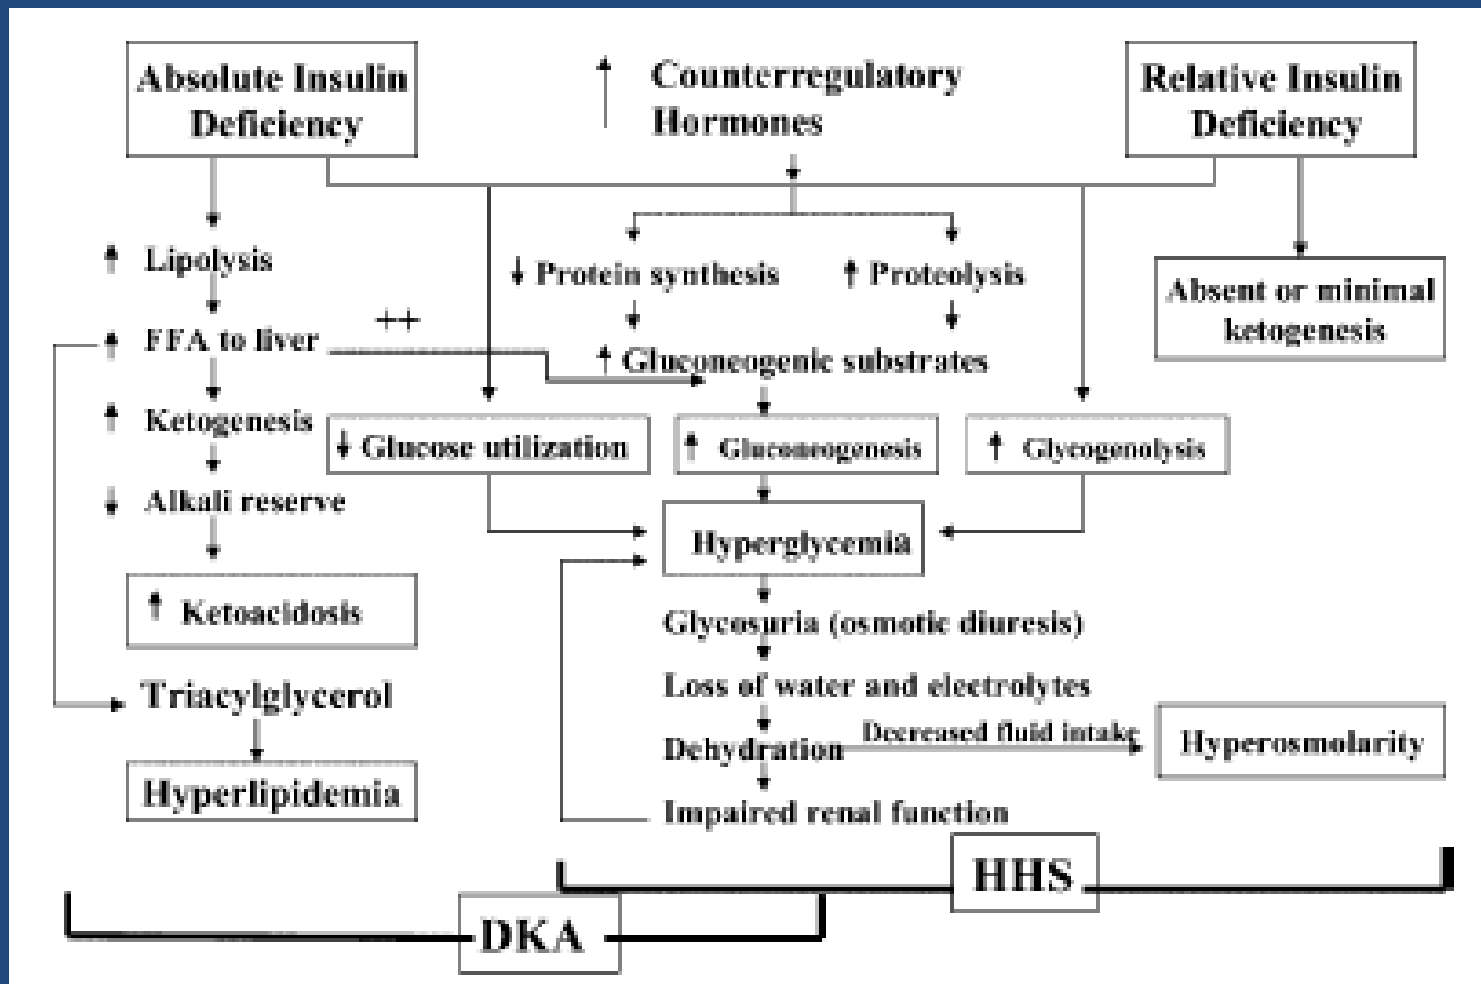 Absolute Insulin
Deficiency
↑ Counterregulatory
Hormones
Relative Insulin
Deficiency
↑ Lipolysis
↓ Protein synthesis
↑ Proteolysis
Absent or minimal
ketogenesis
++
↑ FFA to liver
↑ Gluconeogenic substrates
↑ Ketogenesis
↓ Glucose utilization
↑ Gluconeogenesis
↑ Glycogenolysis
↓ Alkali reserve
Hyperglycemia
↑ Ketoacidosis
Glycosuria (osmotic diuresis)
Triacylglycerol
Loss of water and electrolytes
Decreased fluid intake
Dehydration
Hyperosmolarity
Hyperlipidemia
Impaired renal function
HHS
DKA